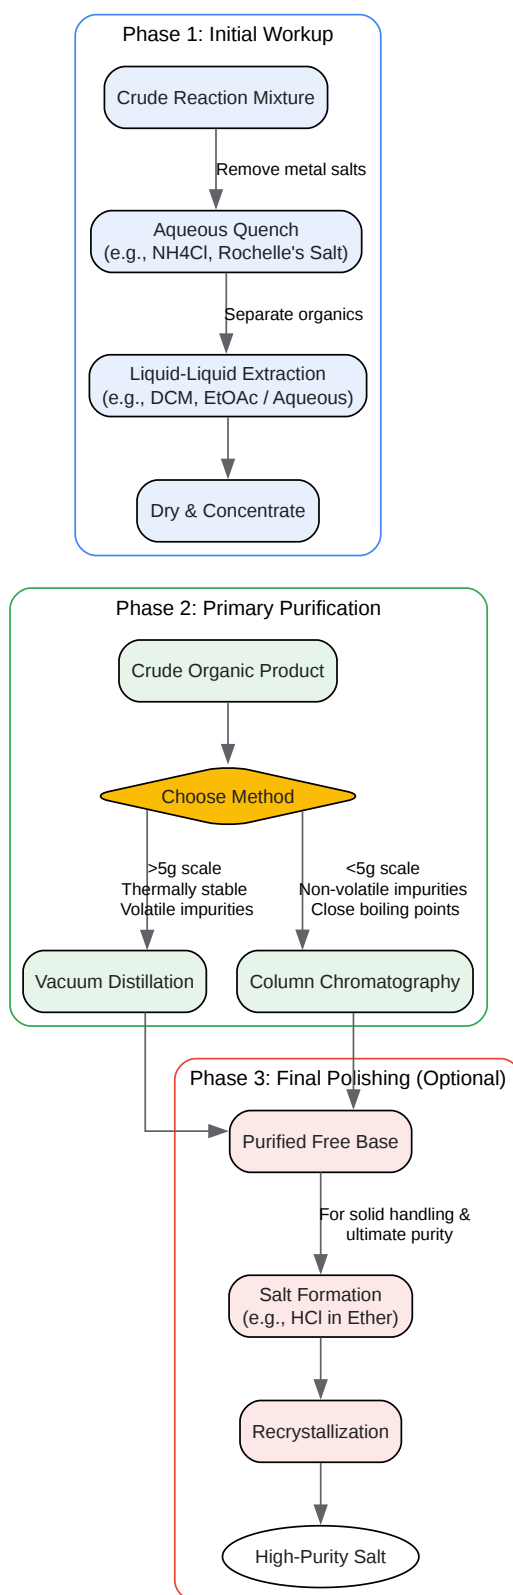 Phase 1: Initial Workup
Crude Reaction Mixture
Remove metal salts
Aqueous Quench
(e.g., NH4Cl, Rochelle's Salt)
Separate organics
Liquid-Liquid Extraction
(e.g., DCM, EtOAc / Aqueous)
Dry & Concentrate
Phase 2: Primary Purification
Crude Organic Product
Choose Method
>5g scale
Thermally stable
Volatile impurities
<5g scale
Non-volatile impurities
Close boiling points
Vacuum Distillation
Column Chromatography
Phase 3: Final Polishing (Optional)
Purified Free Base
For solid handling &
ultimate purity
Salt Formation
(e.g., HCl in Ether)
Recrystallization
High-Purity Salt